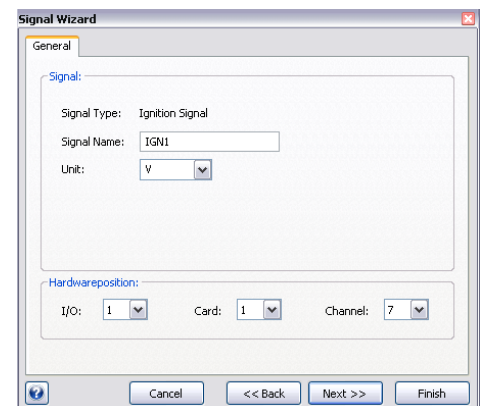 Signal Wizard
General
Signal:
Signal Type: Ignition Signal
Signal Name: IGN1
Unit: V
Hardwareposition:
I/O: 1 Card: 1 Channel: 7
? Cancel << Back Next >> Finish